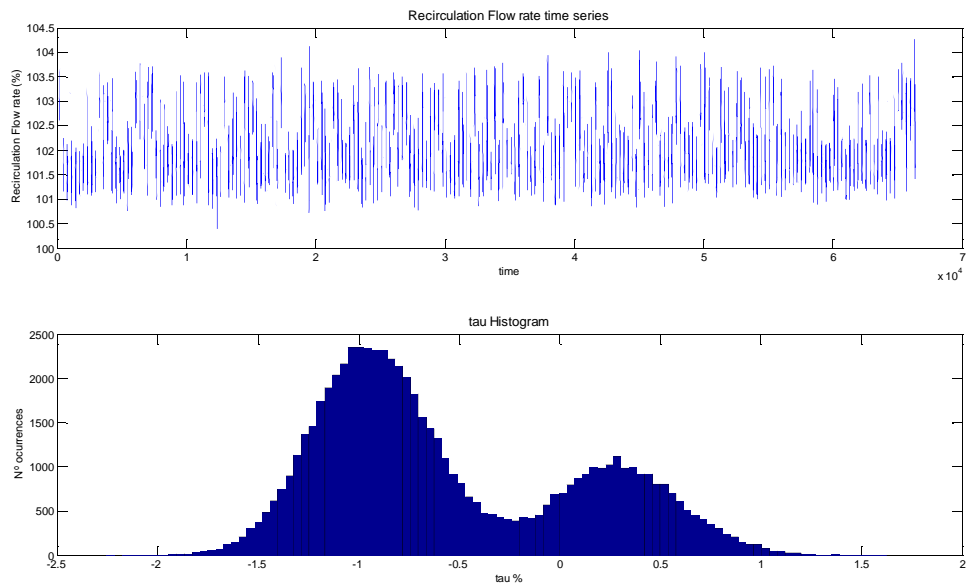 Recirculation Flow rate time series
Recirculation Flow rate (%)
104.5
104
103.5
103
102.5
102
101.5
101
100.5
100
0 1 2 3 4 5 6 7
time
x 10^4
tau Histogram
Nº ocurrences
2500
2000
1500
1000
500
0
-2.5 -2 -1.5 -1 -0.5 0 0.5 1 1.5 2
tau %